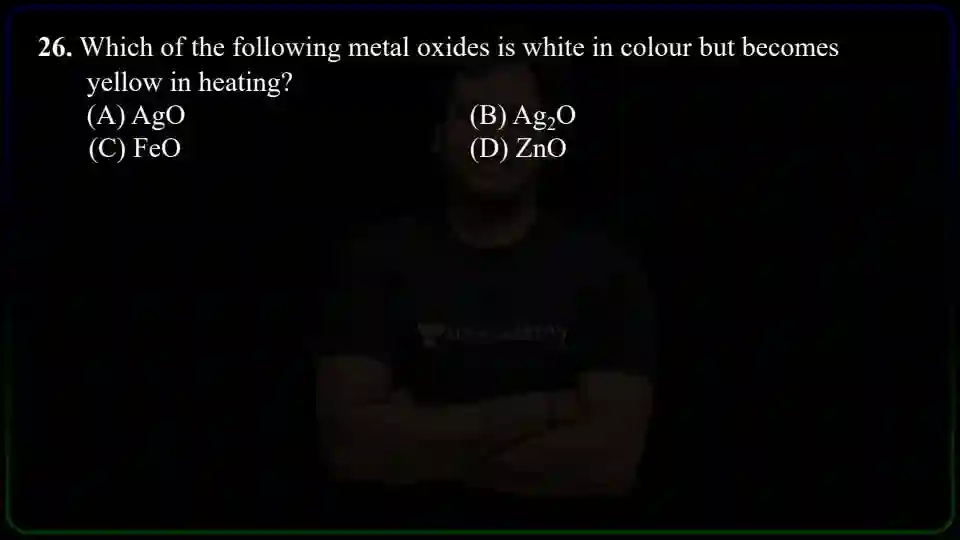 26. Which of the following metal oxides is white in colour but becomes
yellow in heating?
(A) AgO (B) Ag₂O
(C) FeO (D) ZnO